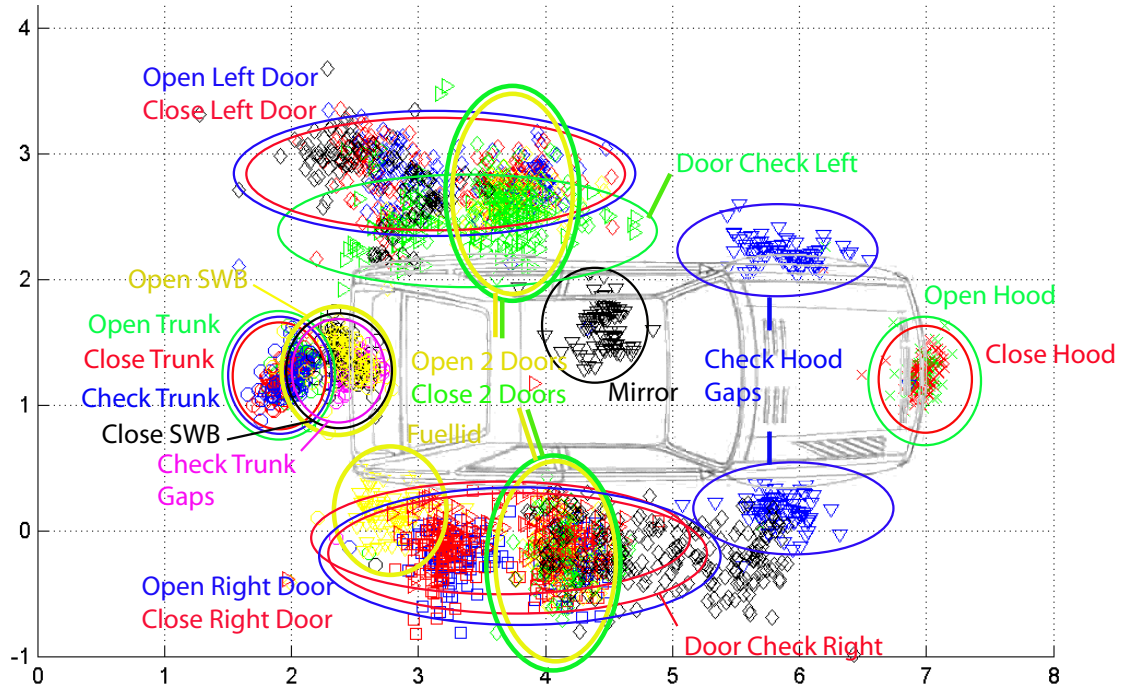 4
Open Left Door
Close Left Door
3
Door Check Left
2
Open SWB
Open Hood
Open Trunk
Close Trunk
Close Hood
Open 2 Doors
Check Hood
Gaps
Close 2 Doors
Mirror
Check Trunk
1
Close SWB
Fuellid
Check Trunk
Gaps
0
Open Right Door
Close Right Door
Door Check Right
-1
0 1 2 3 4 5 6 7 8